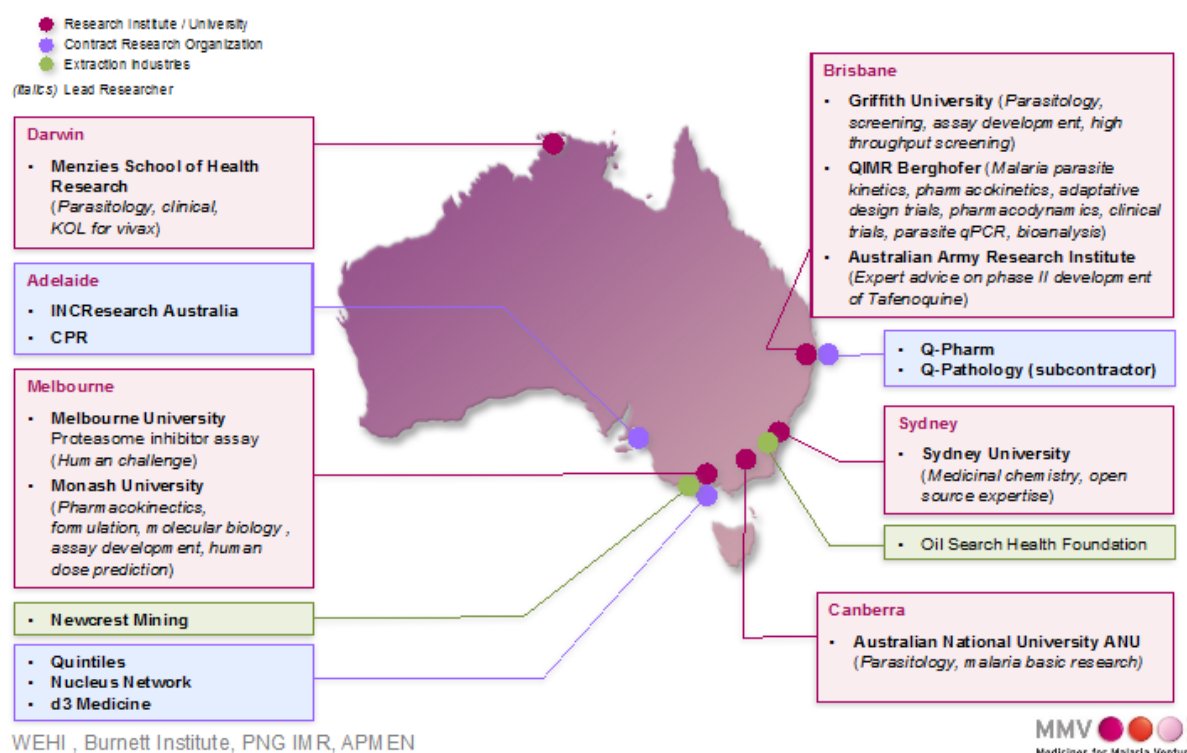 Research Institute / University
Contract Research Organization
Extraction Industries
(Italics) Lead Researcher
Darwin
• Menzies School of Health
Research
(Parasitology, clinical,
KOL for vivax)
Adelaide
• INCResearch Australia
• CPR
Melbourne
• Melbourne University
Proteasome inhibitor assay
(Human challenge)
• Monash University
(Pharmacokinectics,
formulation, molecular biology ,
assay development, human
dose prediction)
• Newcrest Mining
• Quintiles
• Nucleus Network
• d3 Medicine
Brisbane
• Griffith University (Parasitology,
screening, assay development, high
throughput screening)
• QIMR Berghofer (Malaria parasite
kinetics, pharmacokinetics, adaptative
design trials, pharmacodynamics, clinical
trials, parasite qPCR, bioanalysis)
• Australian Army Research Institute
(Expert advice on phase II development
of Tafenoquine)
• Q-Pharm
• Q-Pathology (subcontractor)
Sydney
• Sydney University
(Medicinal chemistry, open
source expertise)
• Oil Search Health Foundation
Canberra
• Australian National University ANU
(Parasitology, malaria basic research)
WEHI , Burnett Institute, PNG IMR, APMEN
MMV
Medicines for Malaria Ventur